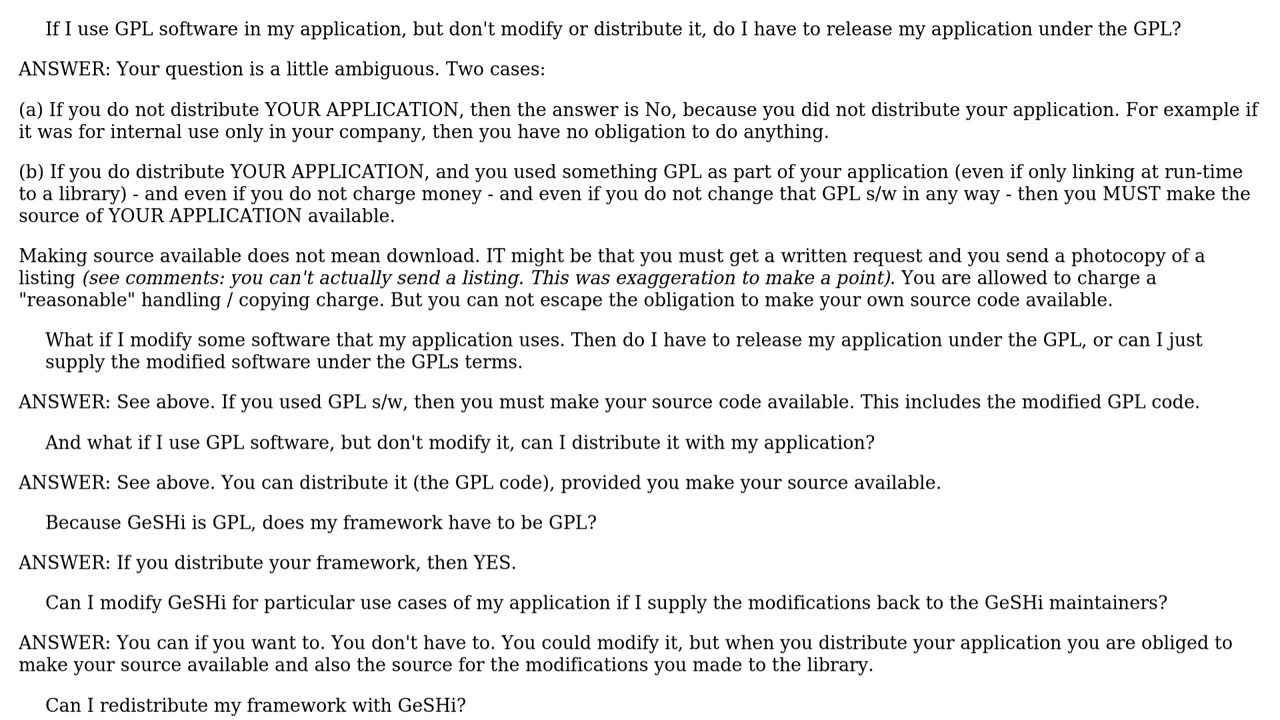 If I use GPL software in my application, but don't modify or distribute it, do I have to release my application under the GPL?
ANSWER: Your question is a little ambiguous. Two cases:
(a) If you do not distribute YOUR APPLICATION, then the answer is No, because you did not distribute your application. For example if
it was for internal use only in your company, then you have no obligation to do anything.
(b) If you do distribute YOUR APPLICATION, and you used something GPL as part of your application (even if only linking at run-time
to a library) - and even if you do not charge money - and even if you do not change that GPL s/w in any way - then you MUST make the
source of YOUR APPLICATION available.
Making source available does not mean download. IT might be that you must get a written request and you send a photocopy of a
listing (see comments: you can't actually send a listing. This was exaggeration to make a point). You are allowed to charge a
"reasonable" handling / copying charge. But you can not escape the obligation to make your own source code available.
What if I modify some software that my application uses. Then do I have to release my application under the GPL, or can I just
supply the modified software under the GPLs terms.
ANSWER: See above. If you used GPL s/w, then you must make your source code available. This includes the modified GPL code.
And what if I use GPL software, but don't modify it, can I distribute it with my application?
ANSWER: See above. You can distribute it (the GPL code), provided you make your source available.
Because GeSHi is GPL, does my framework have to be GPL?
ANSWER: If you distribute your framework, then YES.
Can I modify GeSHi for particular use cases of my application if I supply the modifications back to the GeSHi maintainers?
ANSWER: You can if you want to. You don't have to. You could modify it, but when you distribute your application you are obliged to
make your source available and also the source for the modifications you made to the library.
Can I redistribute my framework with GeSHi?